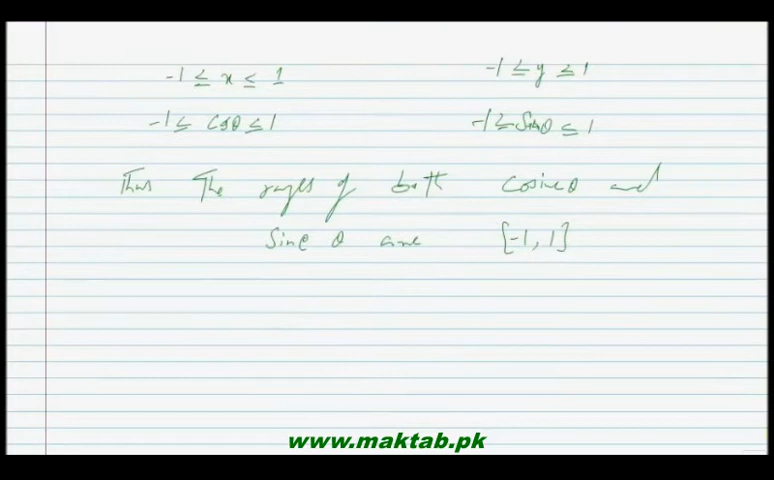 -1 ≤ x ≤ 1 -1 ≤ y ≤ 1
-1 ≤ cosθ ≤ 1 -1 ≤ Sinθ ≤ 1
Thus The ranges of both cosine θ and
Sine θ are [-1, 1]
www.maktab.pk